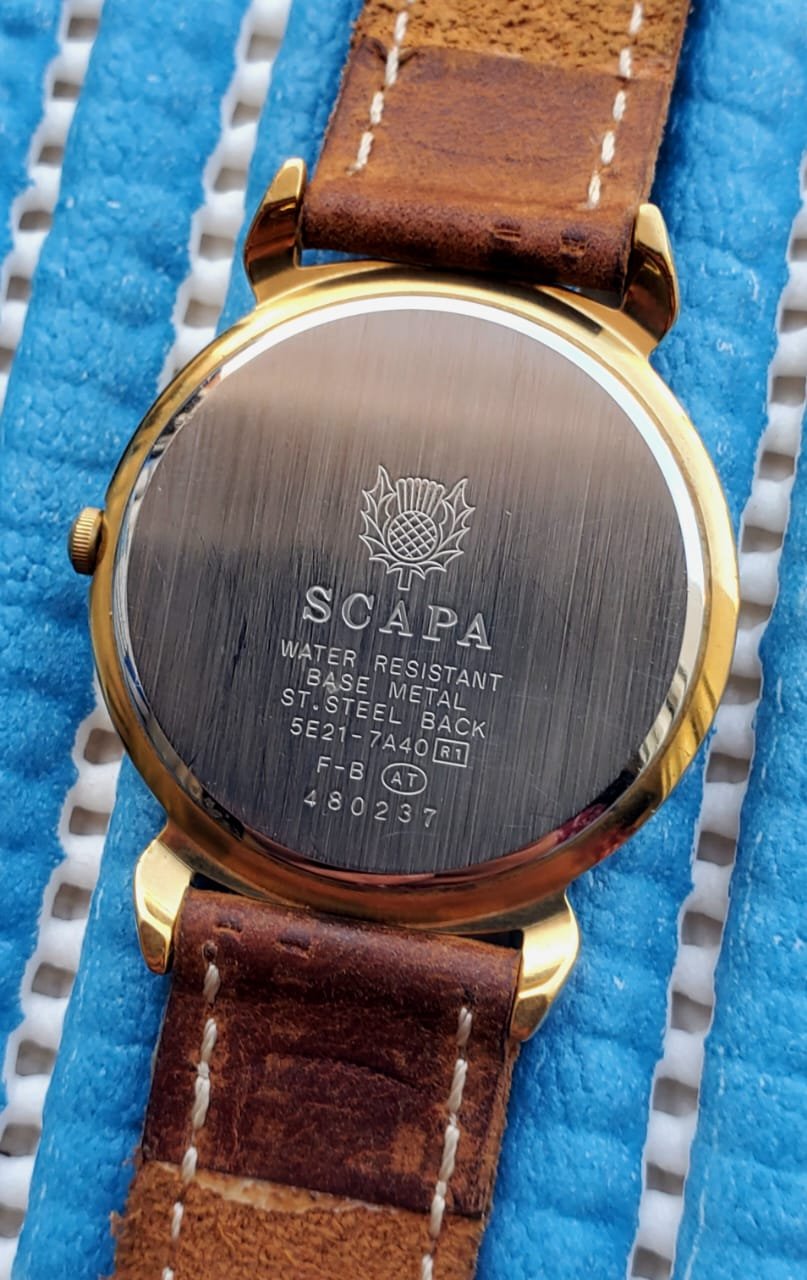 SCAPA
WATER RESISTANT
BASE METAL
ST.STEEL BACK
5E21-7A40 R1
F-B AT
480237